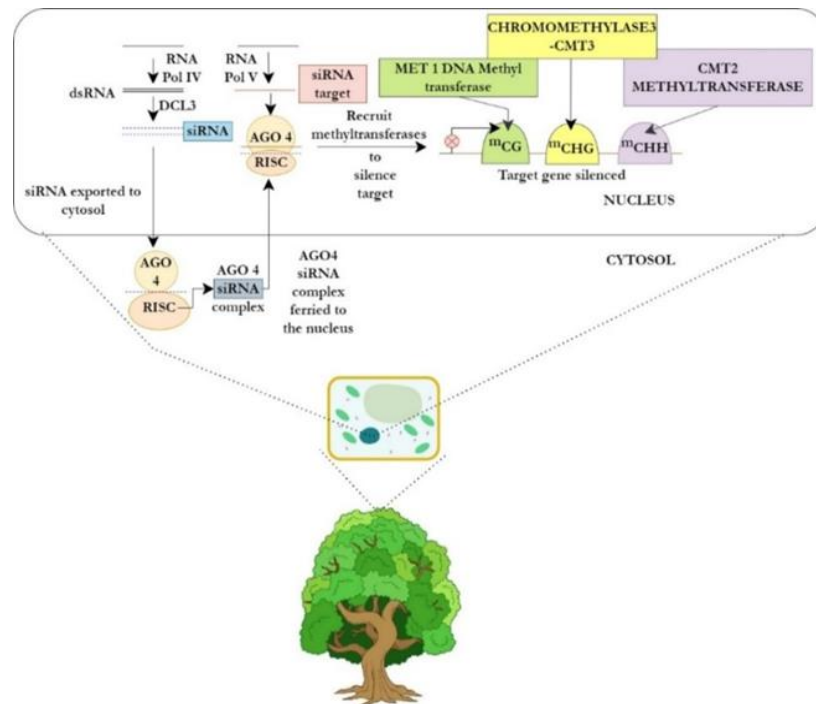 RNA
Pol IV
dsRNA
DCL3
siRNA
siRNA exported to
cytosol
RNA
Pol V
siRNA
target
AGO 4
RISC
Recruit
methyltransferases
to
silence
target
MET 1 DNA Methyl
transferase
CHROMOMETHYLASE3
-CMT3
CMT2
METHYLTRANSFERASE
mCG
mCHG
mCHH
Target gene silenced
NUCLEUS
AGO
4
RISC
AGO 4
siRNA
complex
AGO4
siRNA
complex
ferried to
the nucleus
CYTOSOL